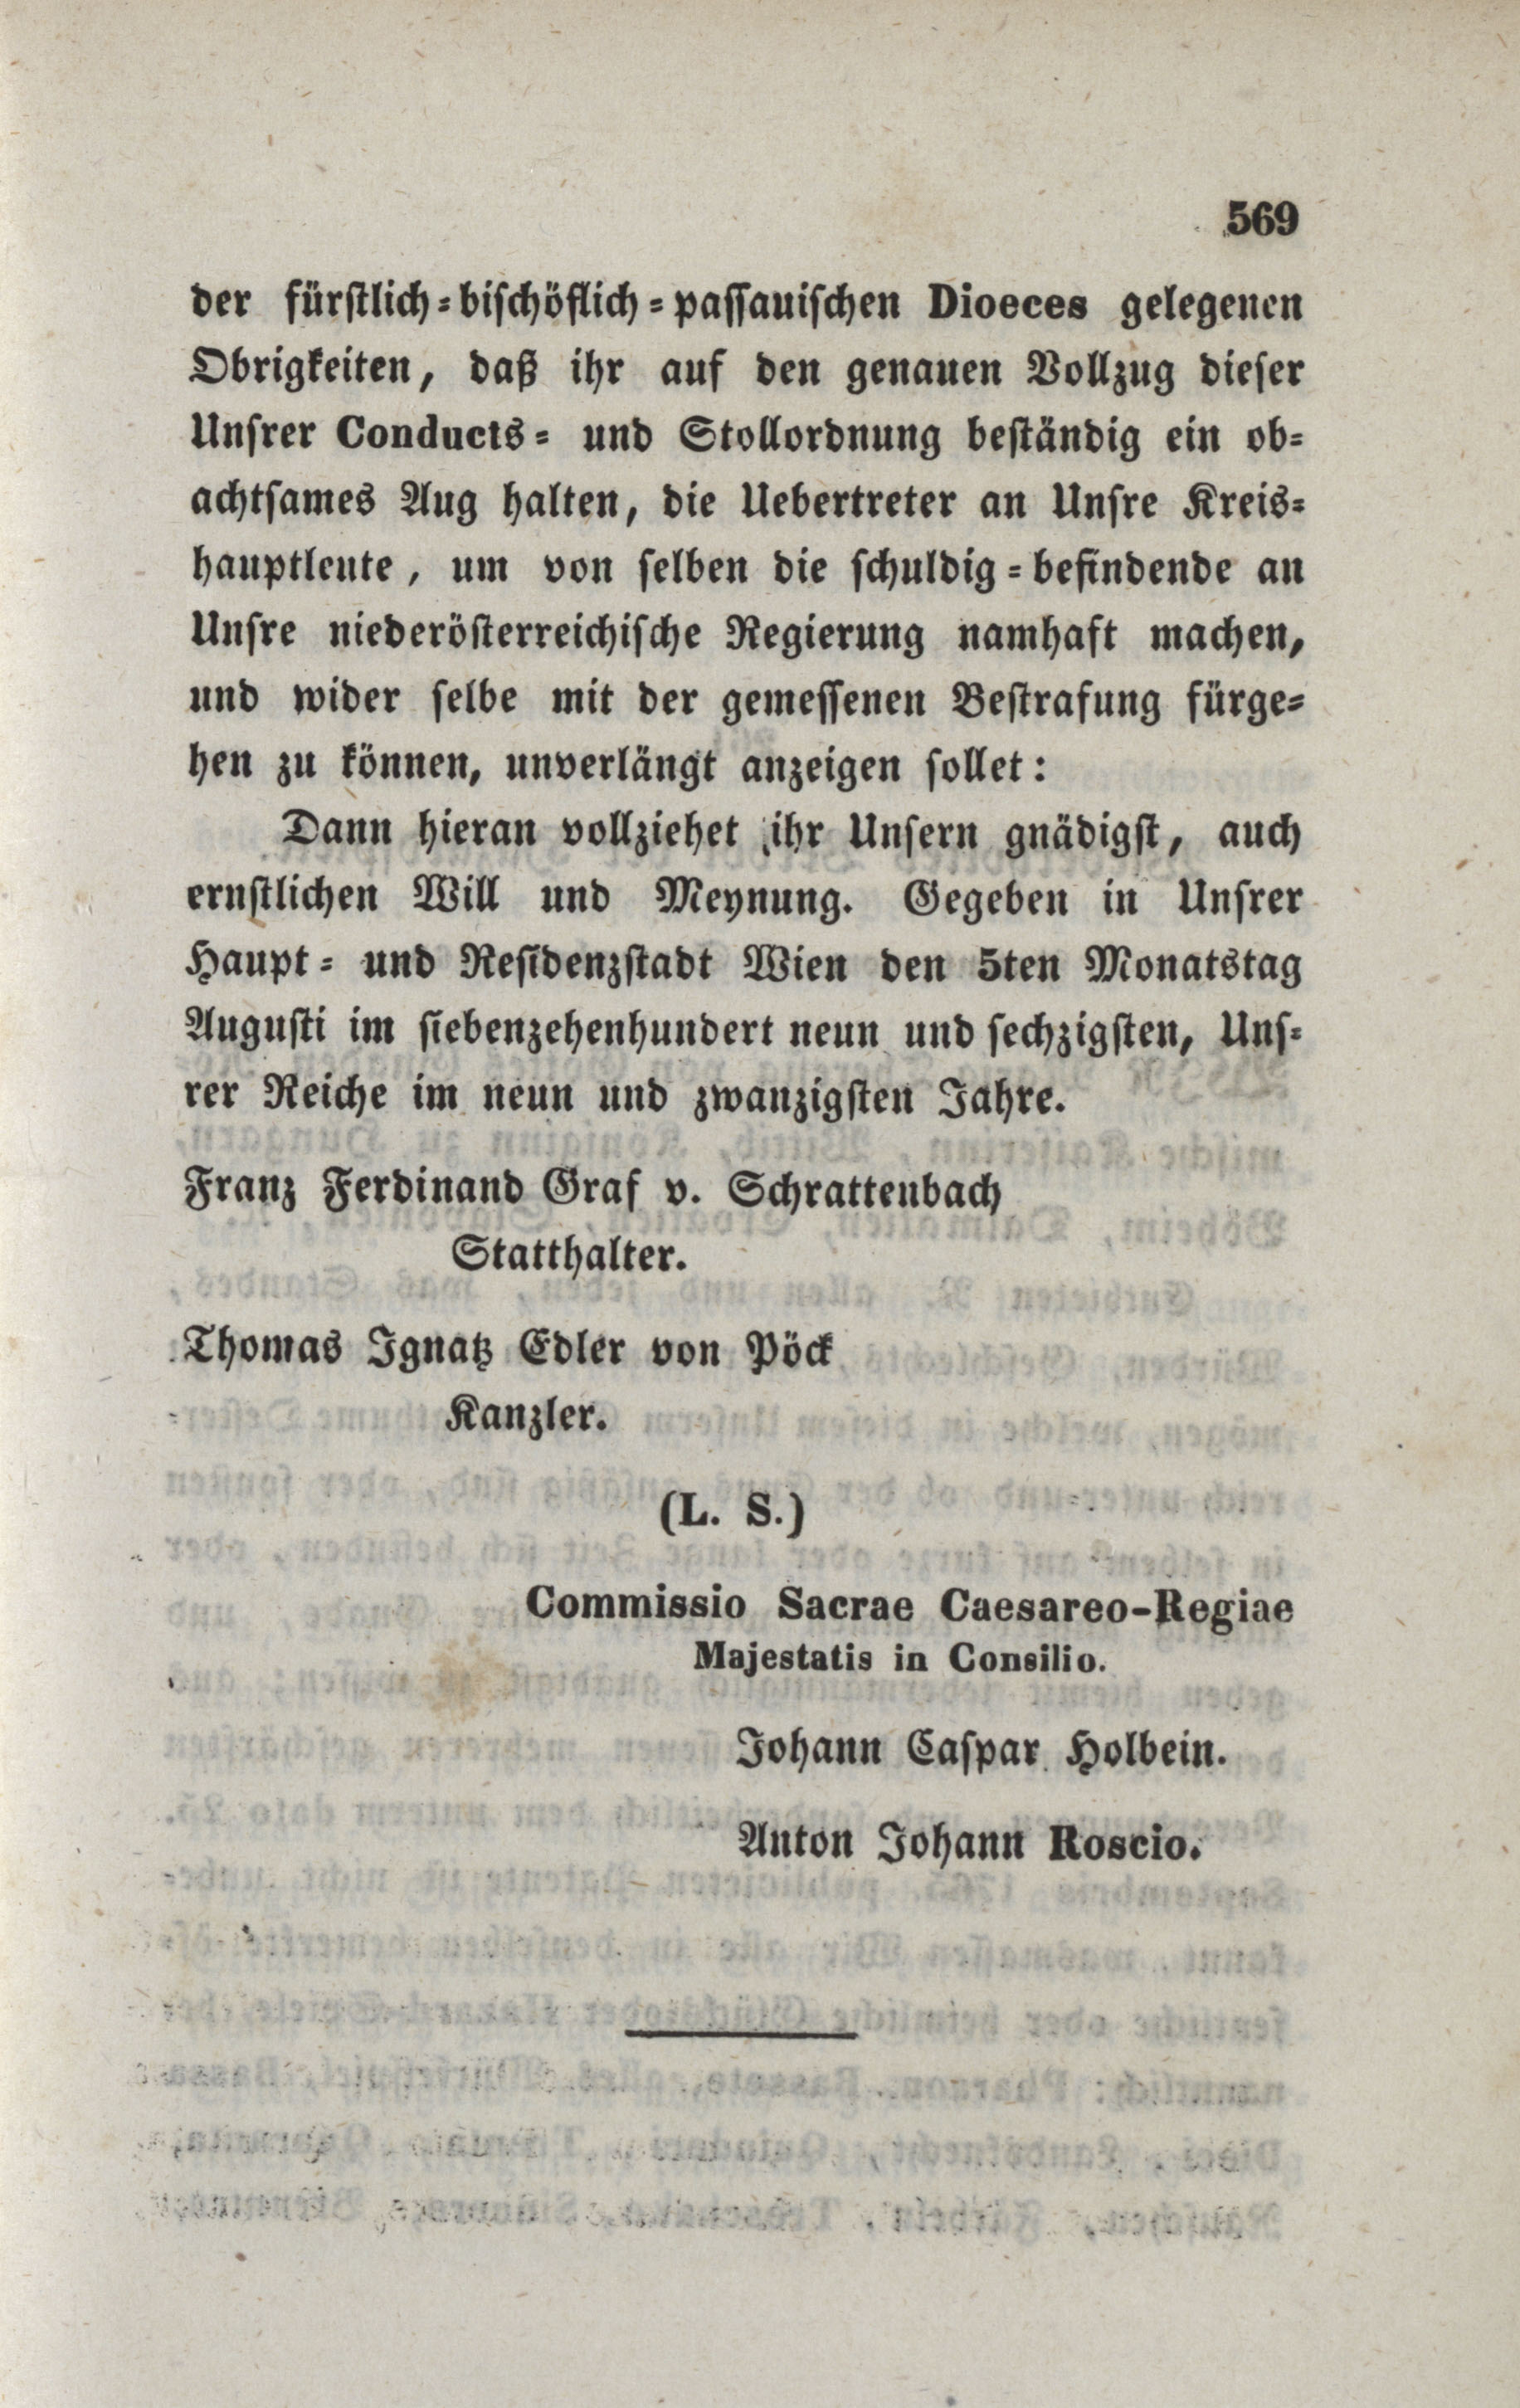 569
der fürstlich-bischöflich-passauischen Dioeces gelegenen
Obrigkeiten, daß ihr auf den genauen Vollzug dieser
Unsrer Conducts- und Stollordnung beständig ein ob-
achtsames Aug halten, die Uebertreter an Unsre Kreis-
hauptleute, um von selben die schuldig-befindende an
Unsre niederösterreichische Regierung namhaft machen,
und wider selbe mit der gemessenen Bestrafung fürge-
hen zu können, unverlängt anzeigen sollet:
Dann hieran vollziehet ihr Unsern gnädigst, auch
ernstlichen Will und Meynung. Gegeben in Unsrer
Haupt- und Residenzstadt Wien den 5ten Monatstag
Augusti im siebenzehenhundert neun und sechzigsten, Uns-
rer Reiche im neun und zwanzigsten Jahre.
Franz Ferdinand Graf v. Schrattenbach
Statthalter.
Thomas Ignatz Edler von Pöck
Kanzler.
(L. S.)
Commissio Sacrae Caesareo-Regiae
Majestatis in Consilio.
Johann Caspar Holbein.
Anton Johann Roscio.